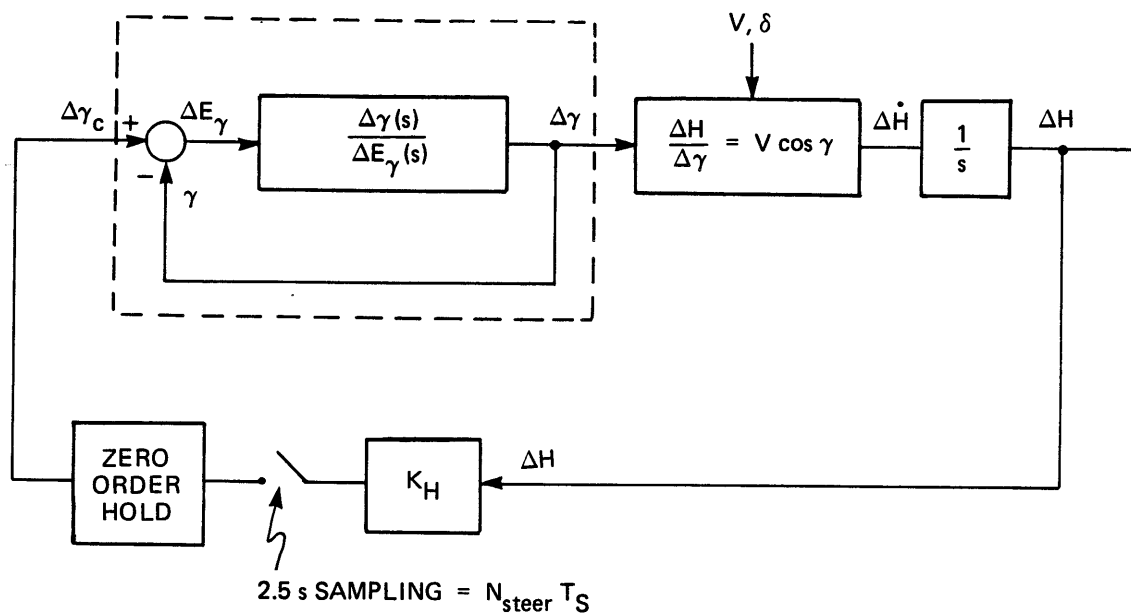 V, δ
Δγc
+
ΔEγ
Δγ(s)
ΔEγ(s)
Δγ
ΔH
Δγ
= V cos γ
ΔḢ
1
s
ΔH
−
γ
ZERO
ORDER
HOLD
KH
ΔH
2.5 s SAMPLING = Nsteer TS